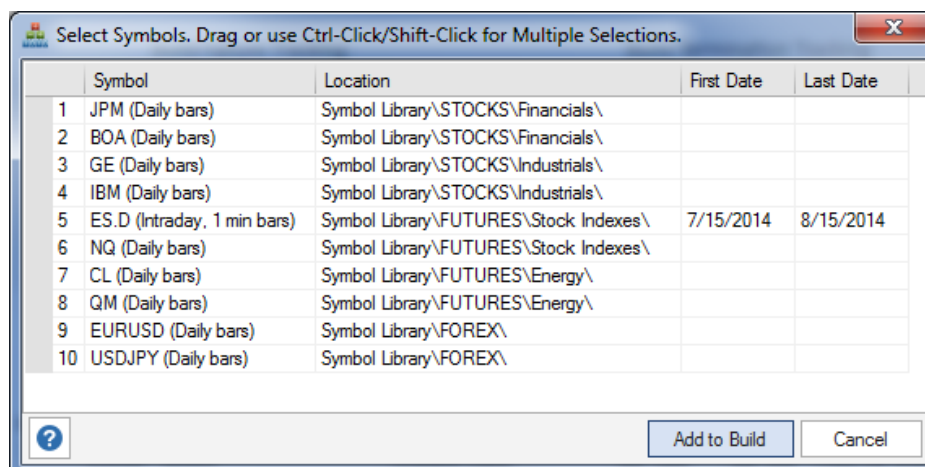 Select Symbols. Drag or use Ctrl-Click/Shift-Click for Multiple Selections.
Symbol Location First Date Last Date
1 JPM (Daily bars) Symbol Library\STOCKS\Financials\
2 BOA (Daily bars) Symbol Library\STOCKS\Financials\
3 GE (Daily bars) Symbol Library\STOCKS\Industrials\
4 IBM (Daily bars) Symbol Library\STOCKS\Industrials\
5 ES.D (Intraday, 1 min bars) Symbol Library\FUTURES\Stock Indexes\ 7/15/2014 8/15/2014
6 NQ (Daily bars) Symbol Library\FUTURES\Stock Indexes\
7 CL (Daily bars) Symbol Library\FUTURES\Energy\
8 QM (Daily bars) Symbol Library\FUTURES\Energy\
9 EURUSD (Daily bars) Symbol Library\FOREX\
10 USDJPY (Daily bars) Symbol Library\FOREX\
? Add to Build Cancel